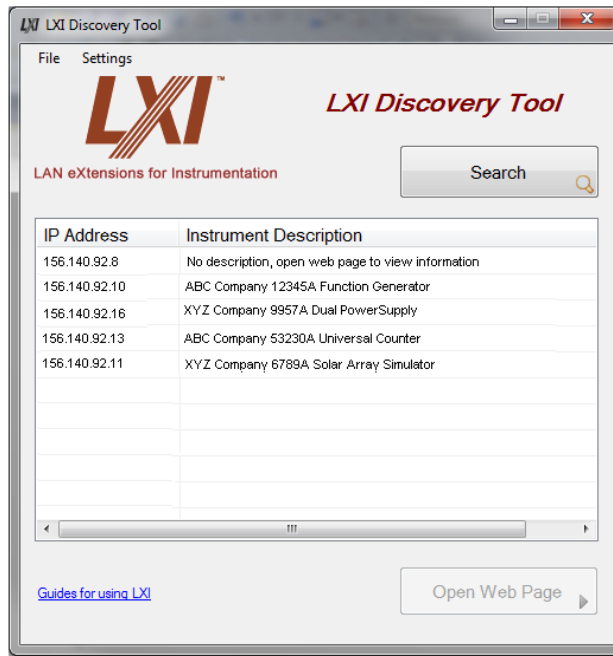 LXI LXI Discovery Tool
File Settings
LXI™
LXI Discovery Tool
LAN eXtensions for Instrumentation
Search
IP Address Instrument Description
156.140.92.8 No description, open web page to view information
156.140.92.10 ABC Company 12345A Function Generator
156.140.92.16 XYZ Company 9957A Dual PowerSupply
156.140.92.13 ABC Company 53230A Universal Counter
156.140.92.11 XYZ Company 6789A Solar Array Simulator
Guides for using LXI
Open Web Page